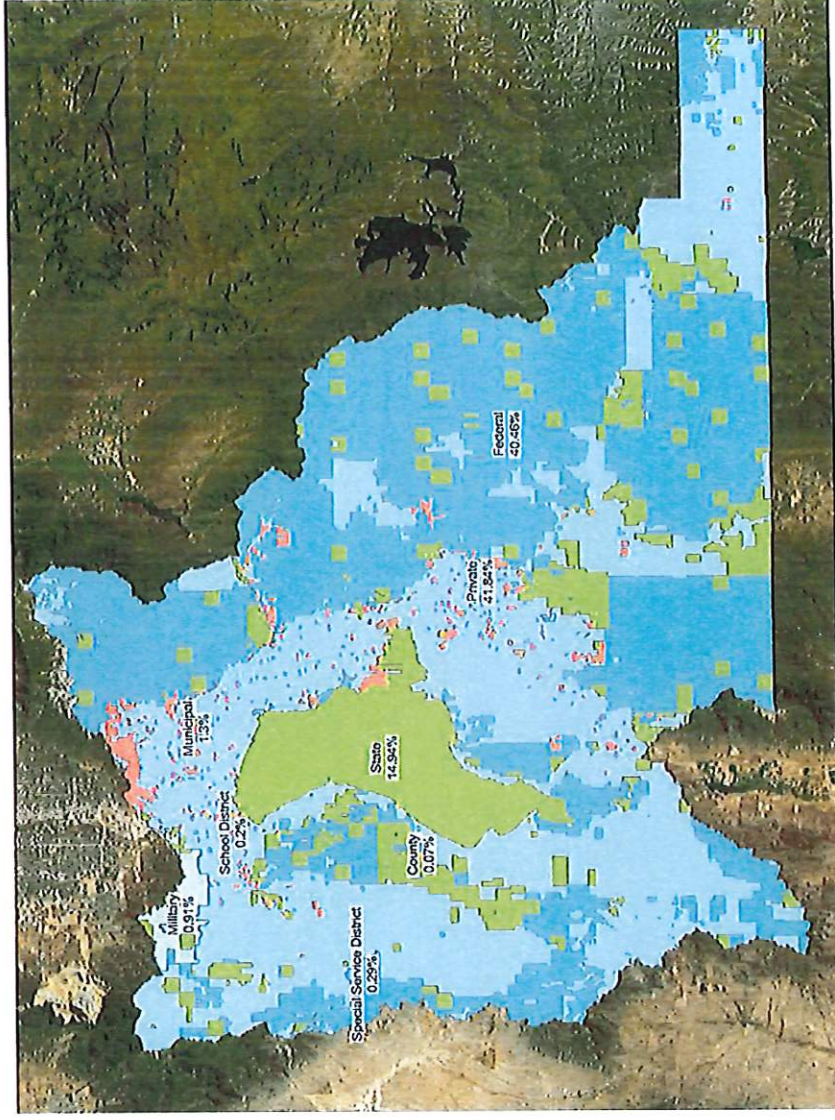 Military
0.91%
Municipal
1.3%
School District
0.2%
Special Service District
0.29%
State
14.94%
County
0.07%
Private
41.84%
Federal
40.46%